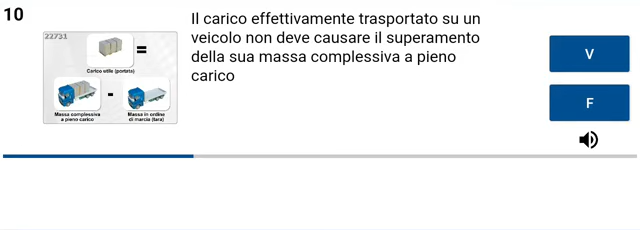 10
Il carico effettivamente trasportato su un
veicolo non deve causare il superamento
della sua massa complessiva a pieno
carico
22731
=
Carico utile (portata)
-
Massa complessiva
a pieno carico
Massa in ordine
di marcia (tara)
V
F